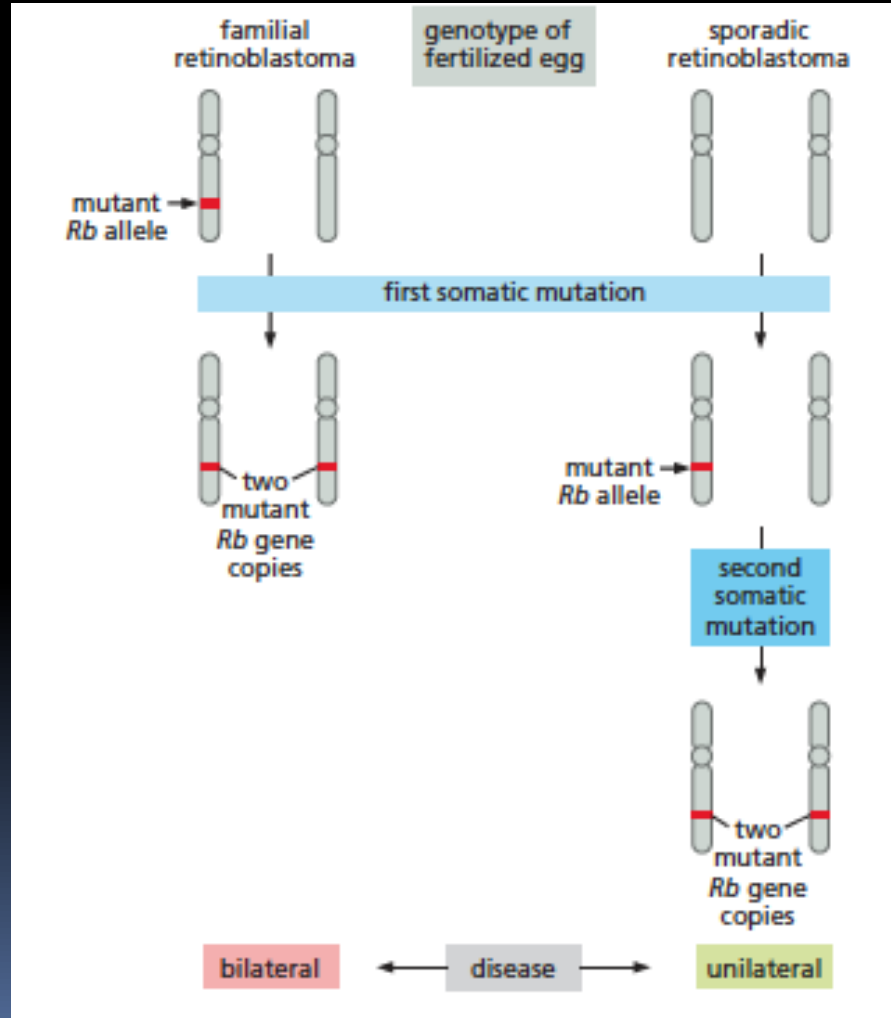 familial
retinoblastoma
genotype of
fertilized egg
sporadic
retinoblastoma
mutant
Rb allele
first somatic mutation
two
mutant
Rb gene
copies
mutant
Rb allele
second
somatic
mutation
two
mutant
Rb gene
copies
bilateral
disease
unilateral